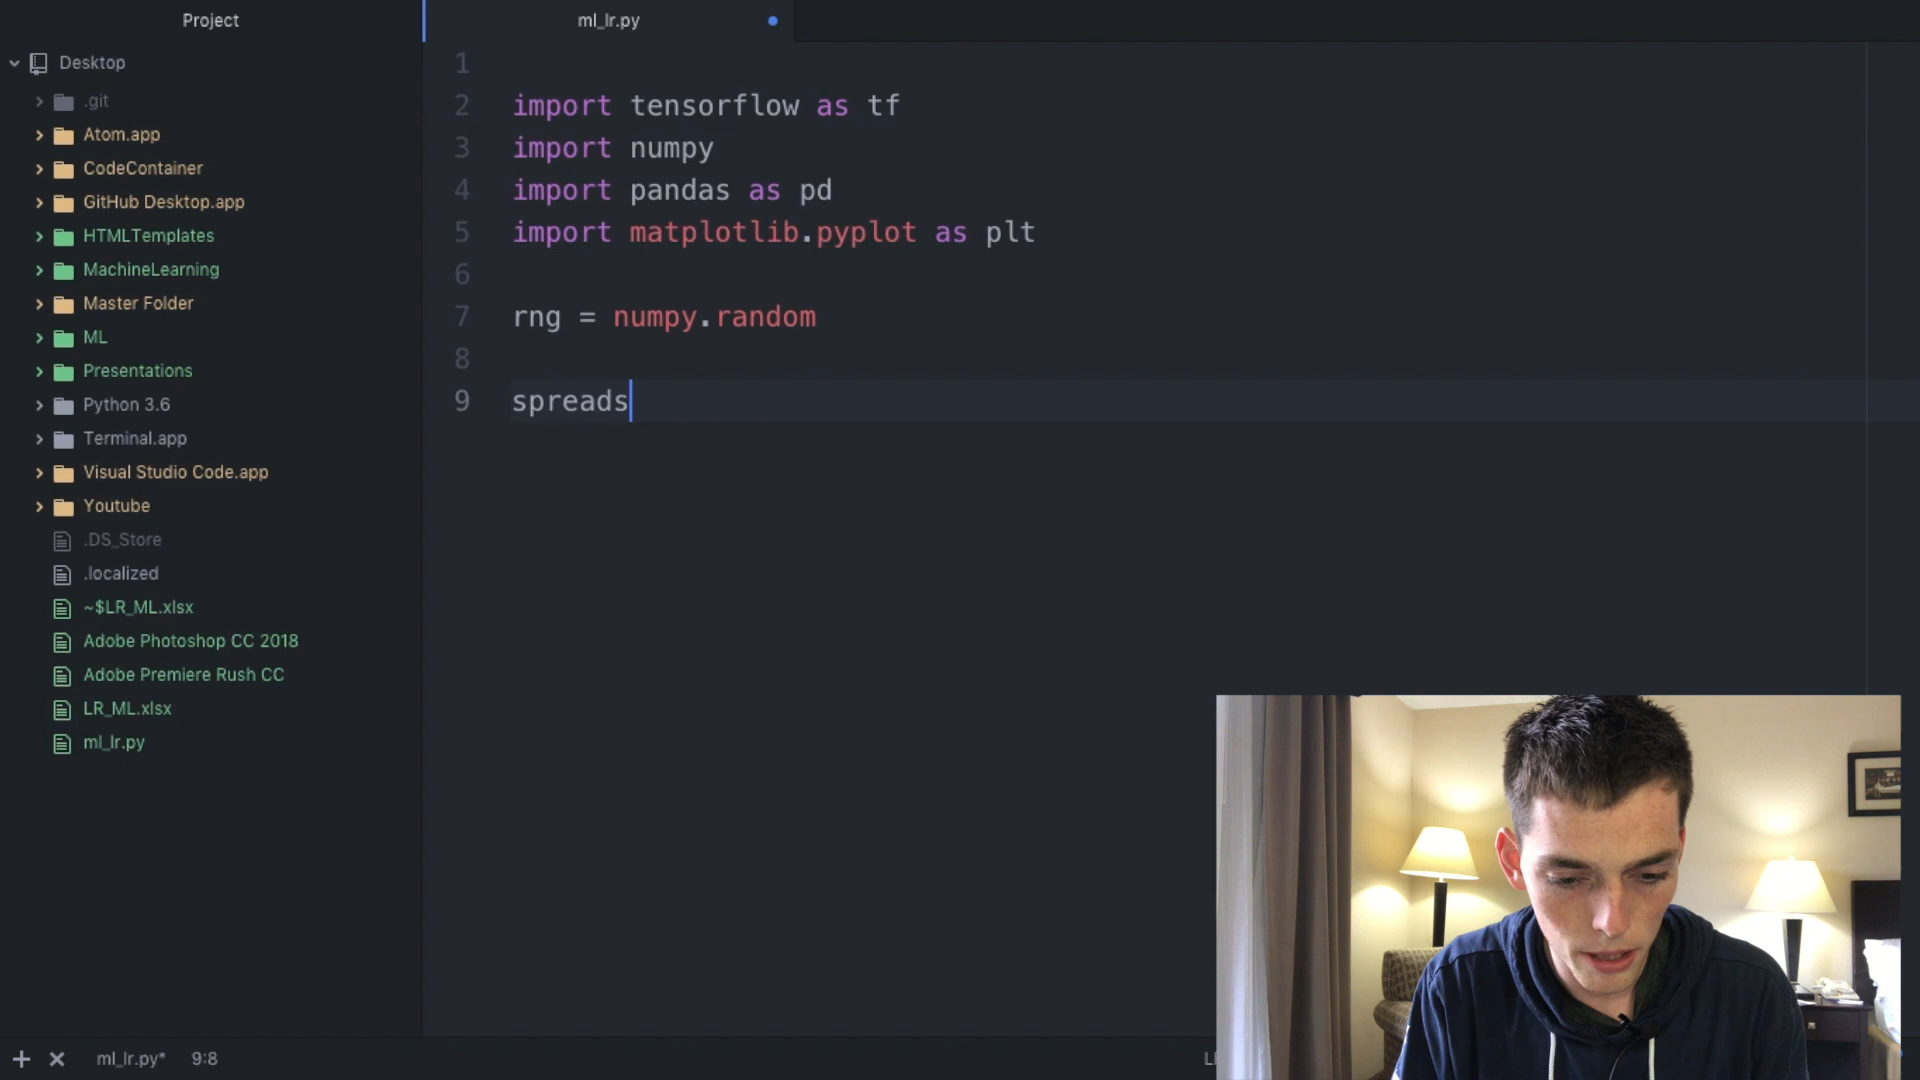 Project
Desktop
.git
Atom.app
CodeContainer
GitHub Desktop.app
HTMLTemplates
MachineLearning
Master Folder
ML
Presentations
Python 3.6
Terminal.app
Visual Studio Code.app
Youtube
.DS_Store
.localized
~$LR_ML.xlsx
Adobe Photoshop CC 2018
Adobe Premiere Rush CC
LR_ML.xlsx
ml_lr.py
ml_lr.py
1
2 import tensorflow as tf
3 import numpy
4 import pandas as pd
5 import matplotlib.pyplot as plt
6
7 rng = numpy.random
8
9 spreads
ml_lr.py* 9:8